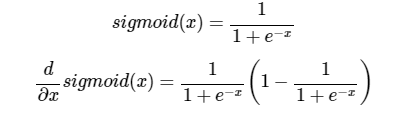 sigmoid(x) = 1 / (1 + e^{-x})
d/∂x sigmoid(x) = 1 / (1 + e^{-x}) (1 − 1 / (1 + e^{-x}))